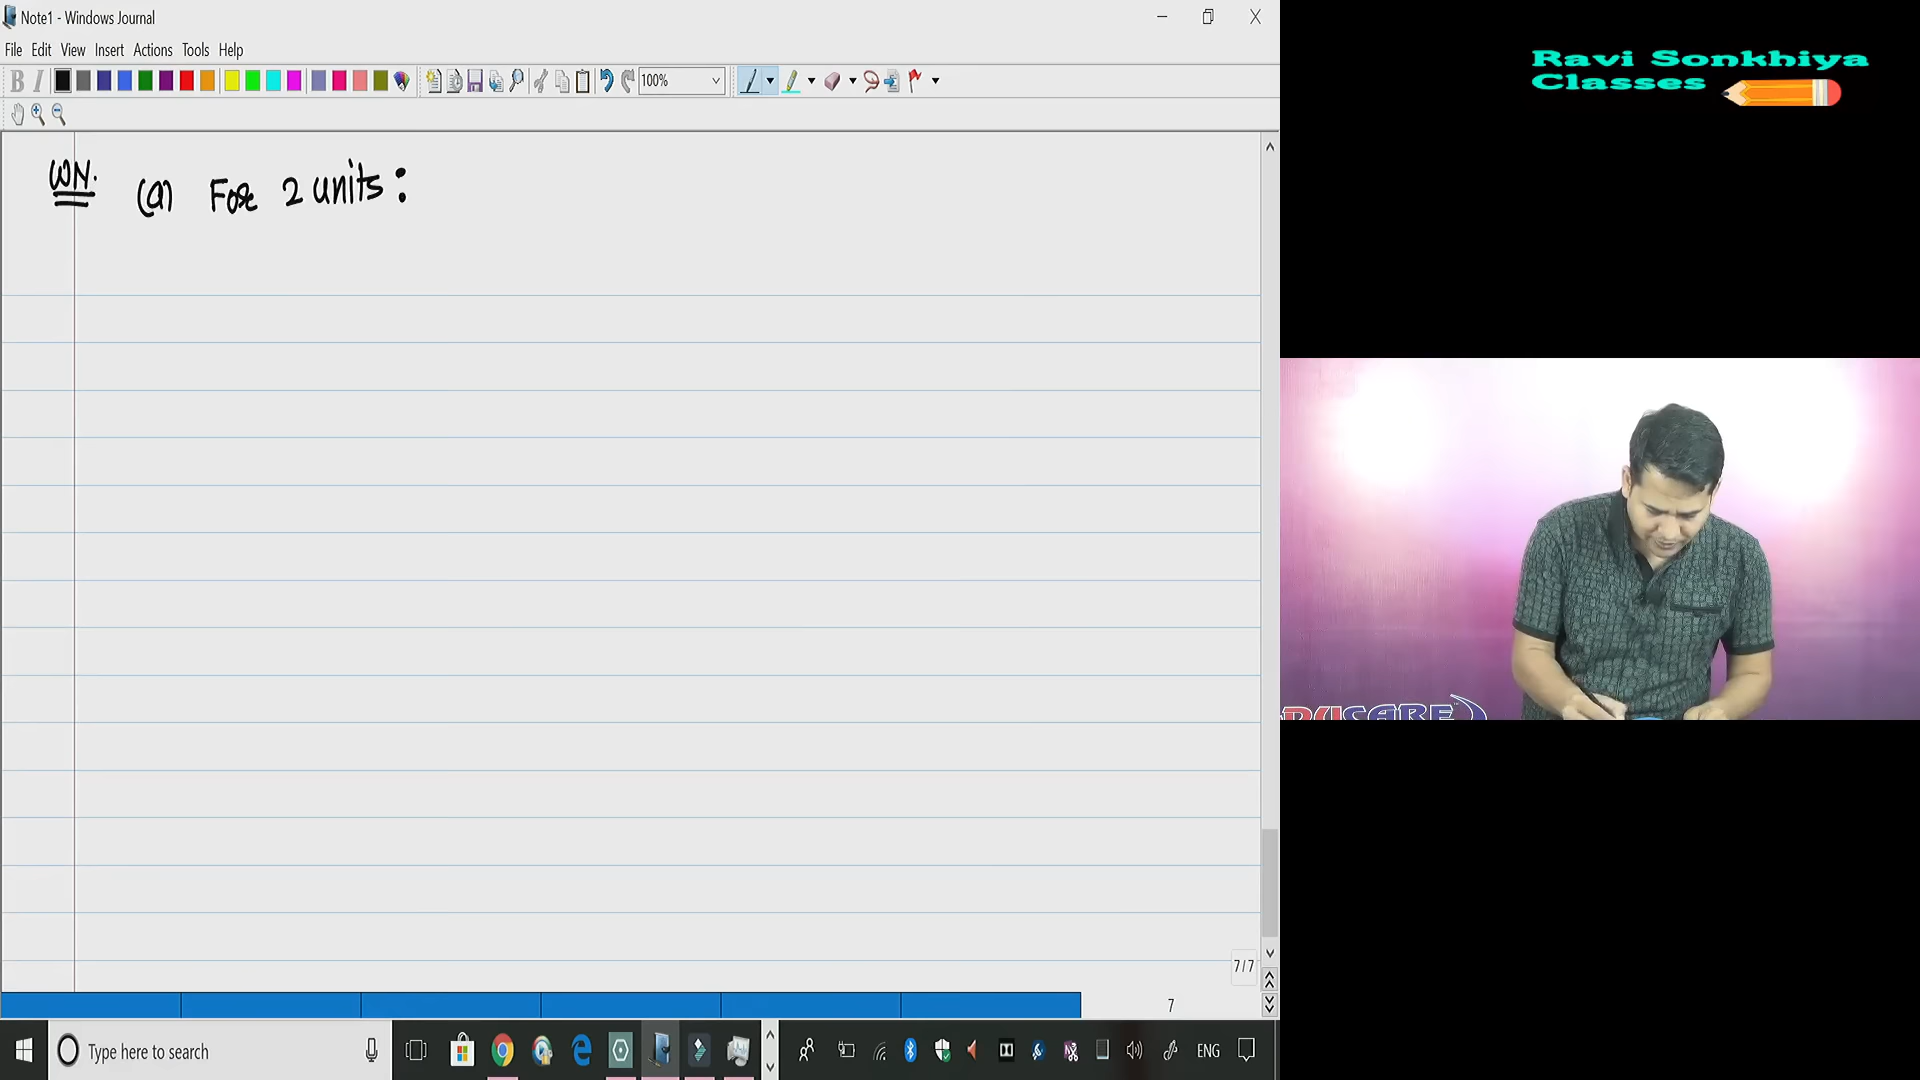 Note1 - Windows Journal
File Edit View Insert Actions Tools Help
B I 100%
Ravi Sonkhiya
Classes
WN. (a) For 2 units :
7/7
7
Type here to search
ENG